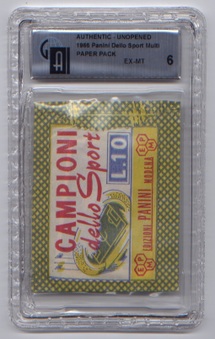 AUTHENTIC - UNOPENED
1968 Panini Dello Sport Multi
PAPER PACK
EX-MT
6
GAI
CAMPIONI
dello Sport
L.10
EDIZIONI PANINI MODENA